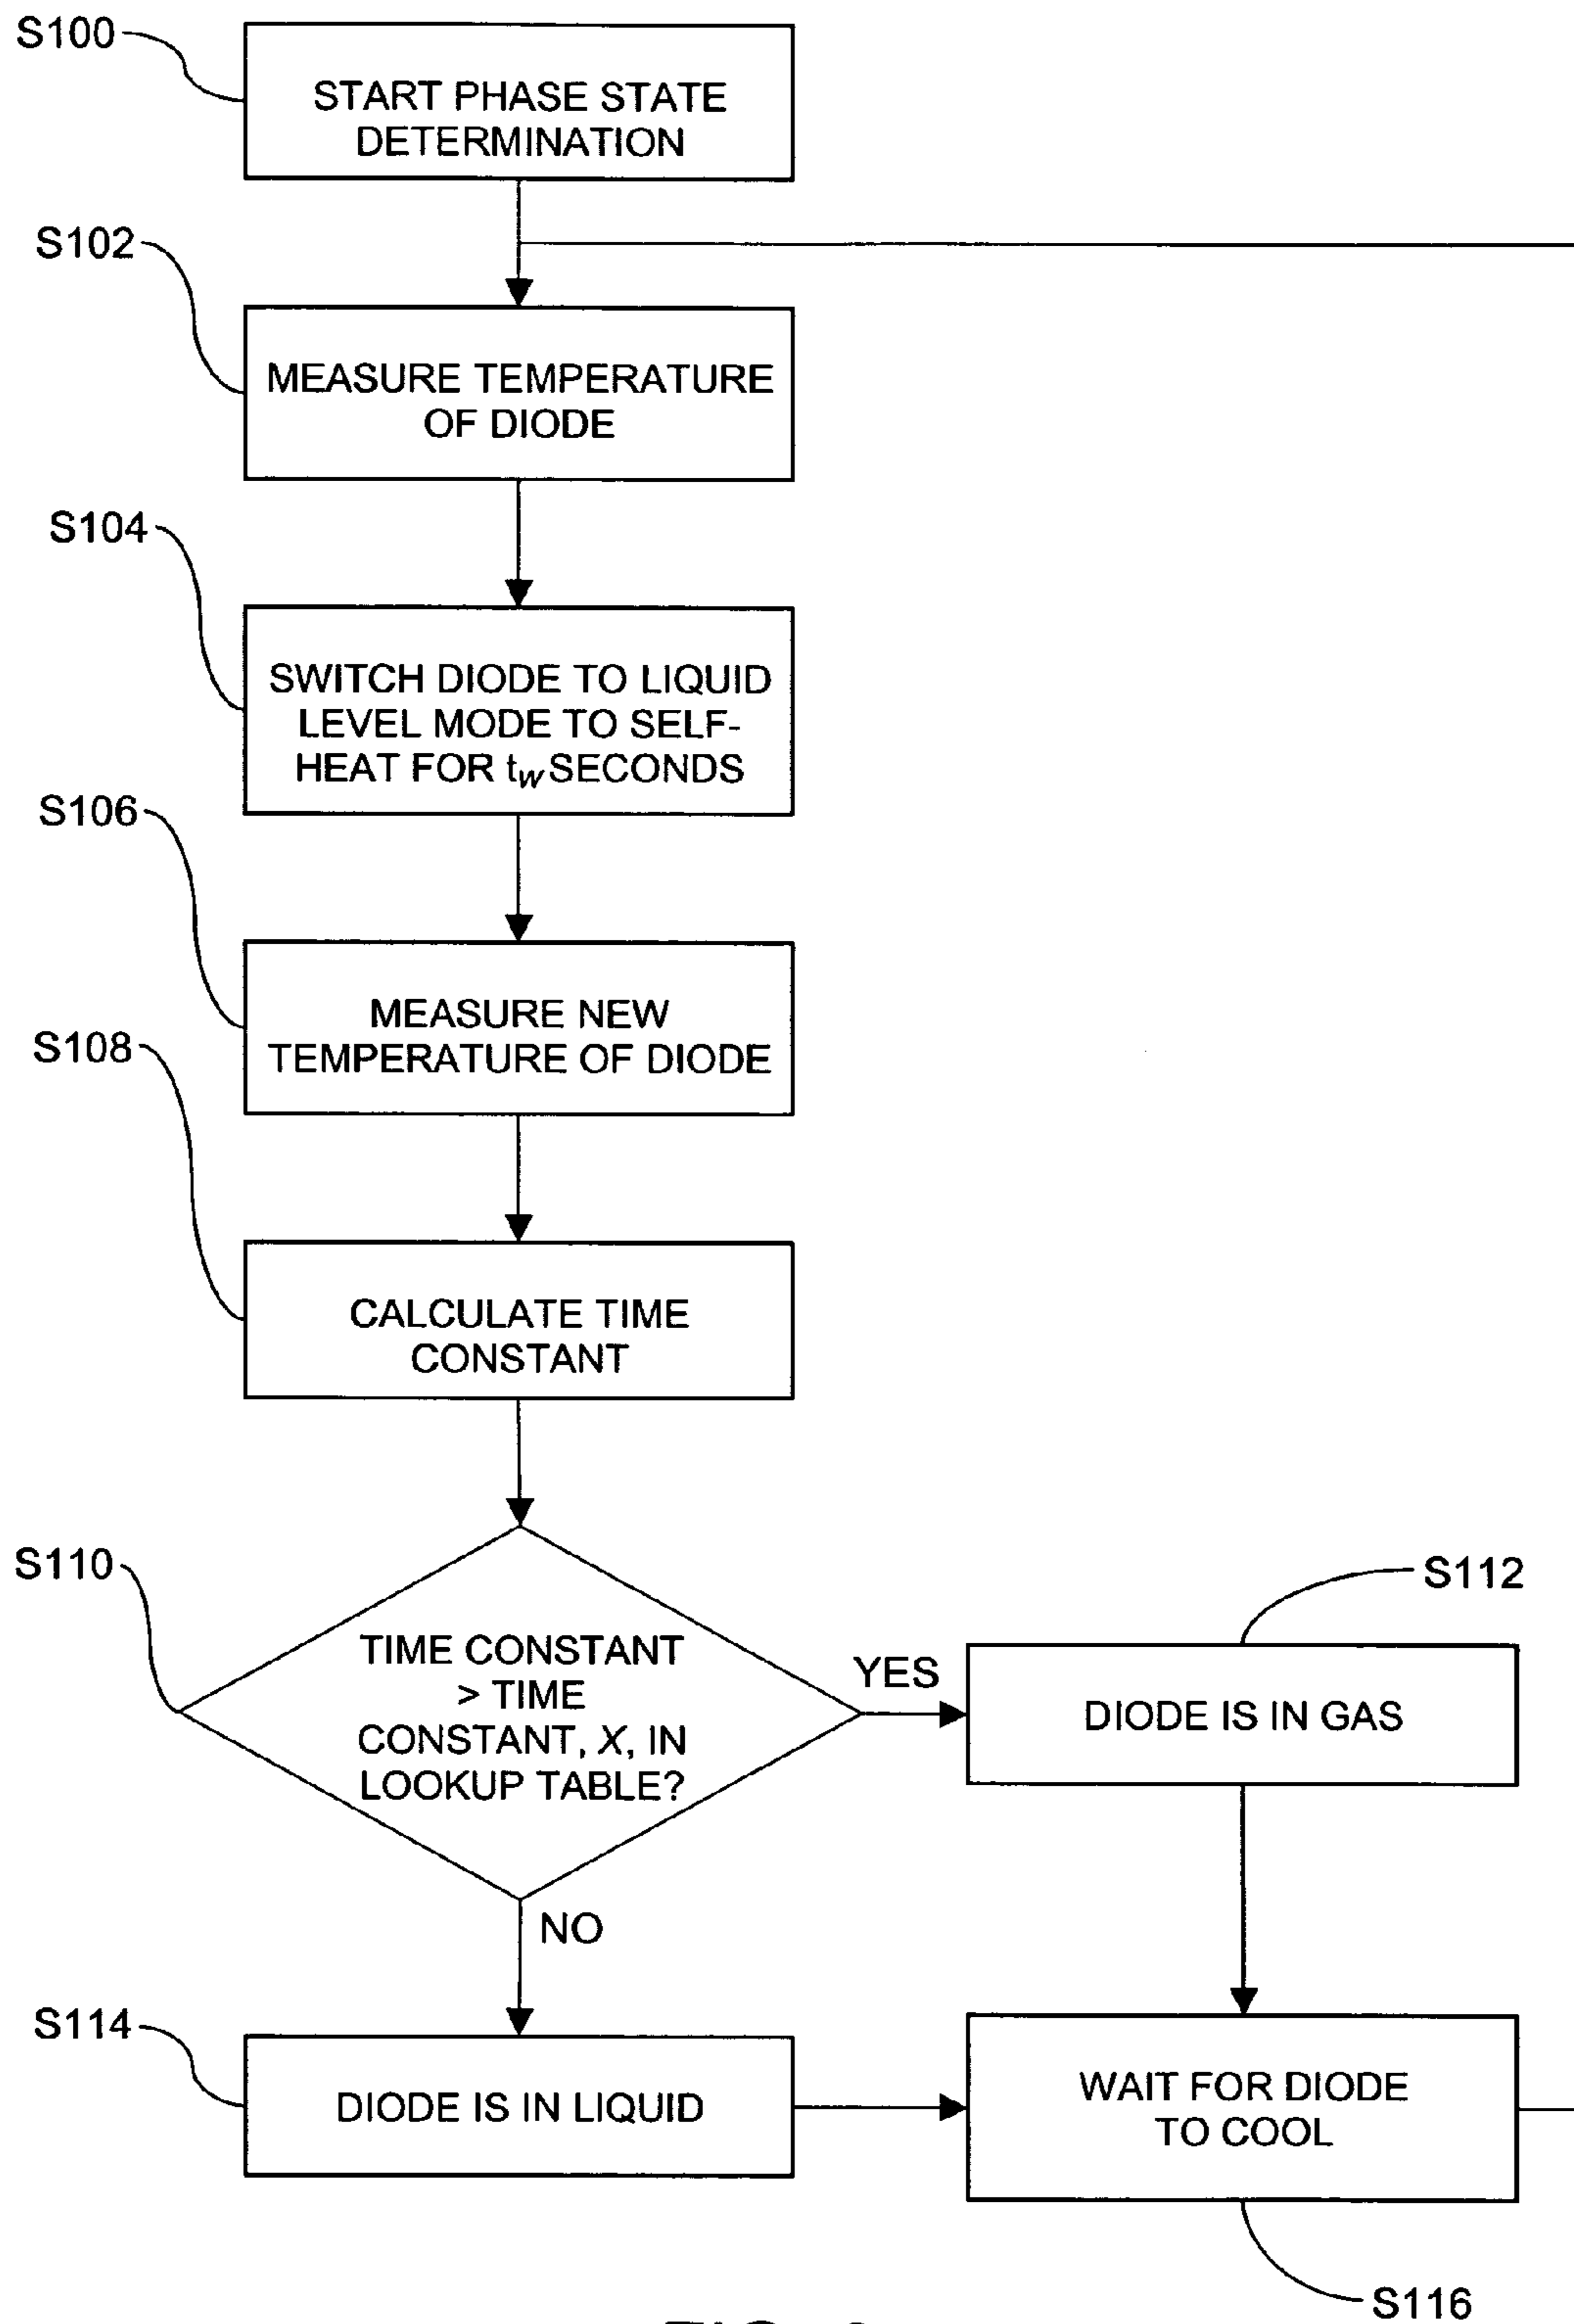 S100
START PHASE STATE
DETERMINATION
S102
MEASURE TEMPERATURE
OF DIODE
S104
SWITCH DIODE TO LIQUID
LEVEL MODE TO SELF-
HEAT FOR tw SECONDS
S106
MEASURE NEW
TEMPERATURE OF DIODE
S108
CALCULATE TIME
CONSTANT
S110
TIME CONSTANT
> TIME
CONSTANT, X, IN
LOOKUP TABLE?
YES
S112
DIODE IS IN GAS
NO
S114
DIODE IS IN LIQUID
WAIT FOR DIODE
TO COOL
S116